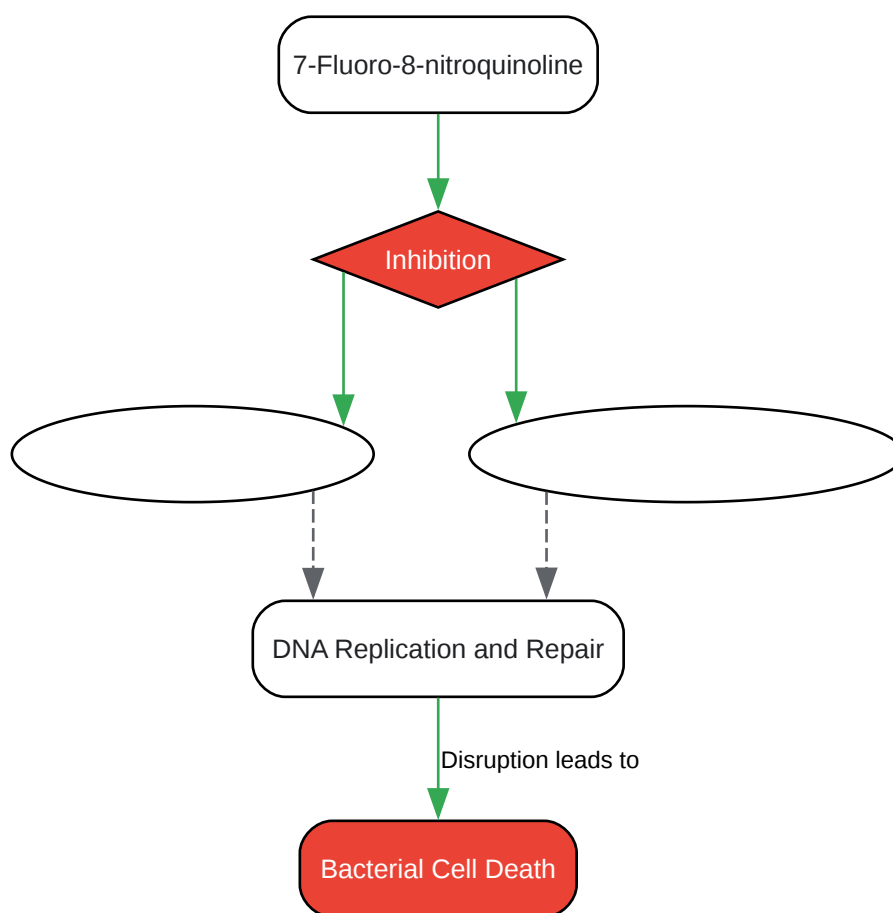 7-Fluoro-8-nitroquinoline
Inhibition
DNA Replication and Repair
Disruption leads to
Bacterial Cell Death